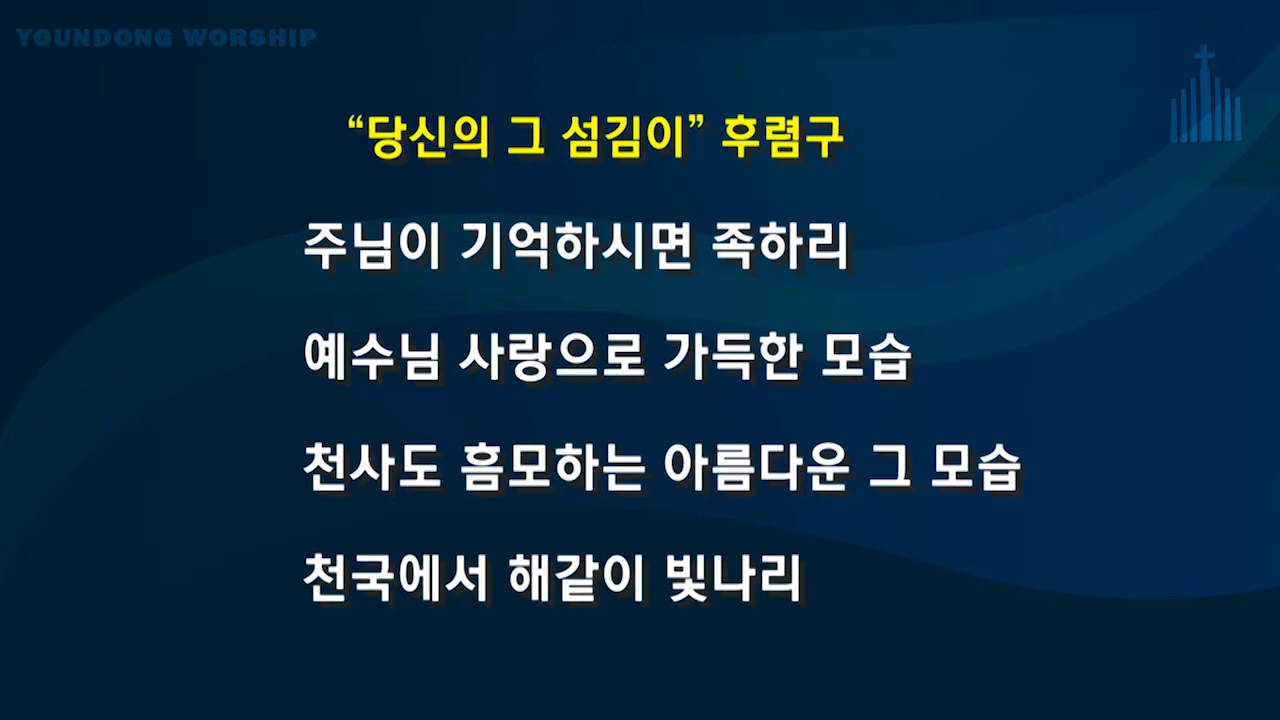 YOUNDONG WORSHIP
“당신의 그 섬김이” 후렴구
주님이 기억하시면 족하리
예수님 사랑으로 가득한 모습
천사도 흠모하는 아름다운 그 모습
천국에서 해같이 빛나리